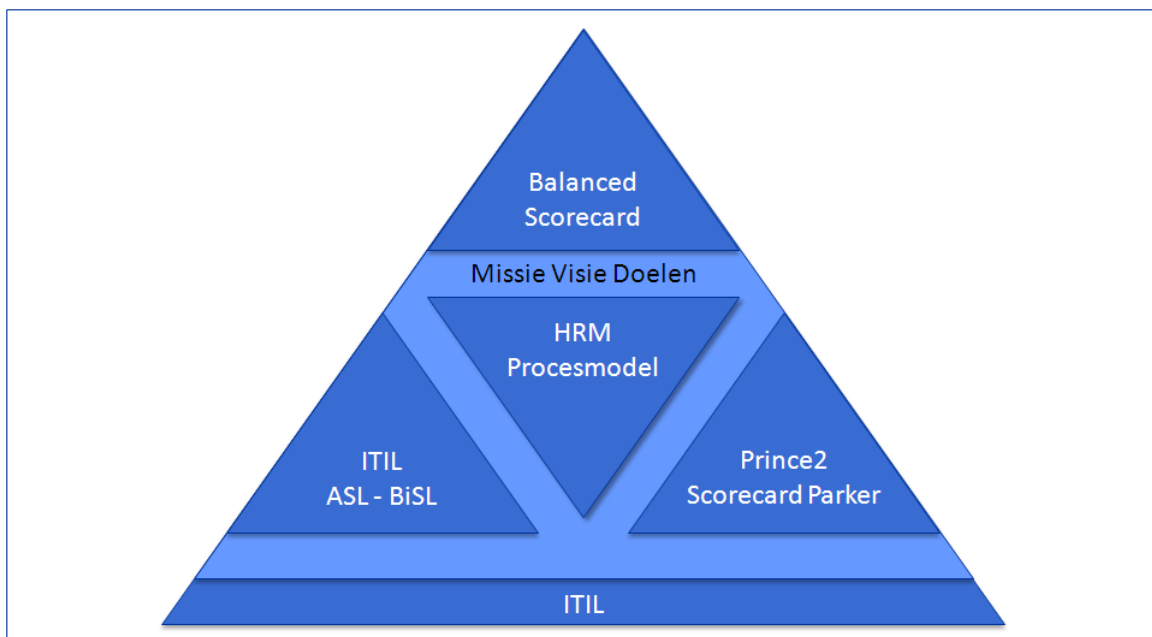 Balanced
Scorecard
Missie Visie Doelen
HRM
Procesmodel
ITIL
ASL - BiSL
Prince2
Scorecard Parker
ITIL